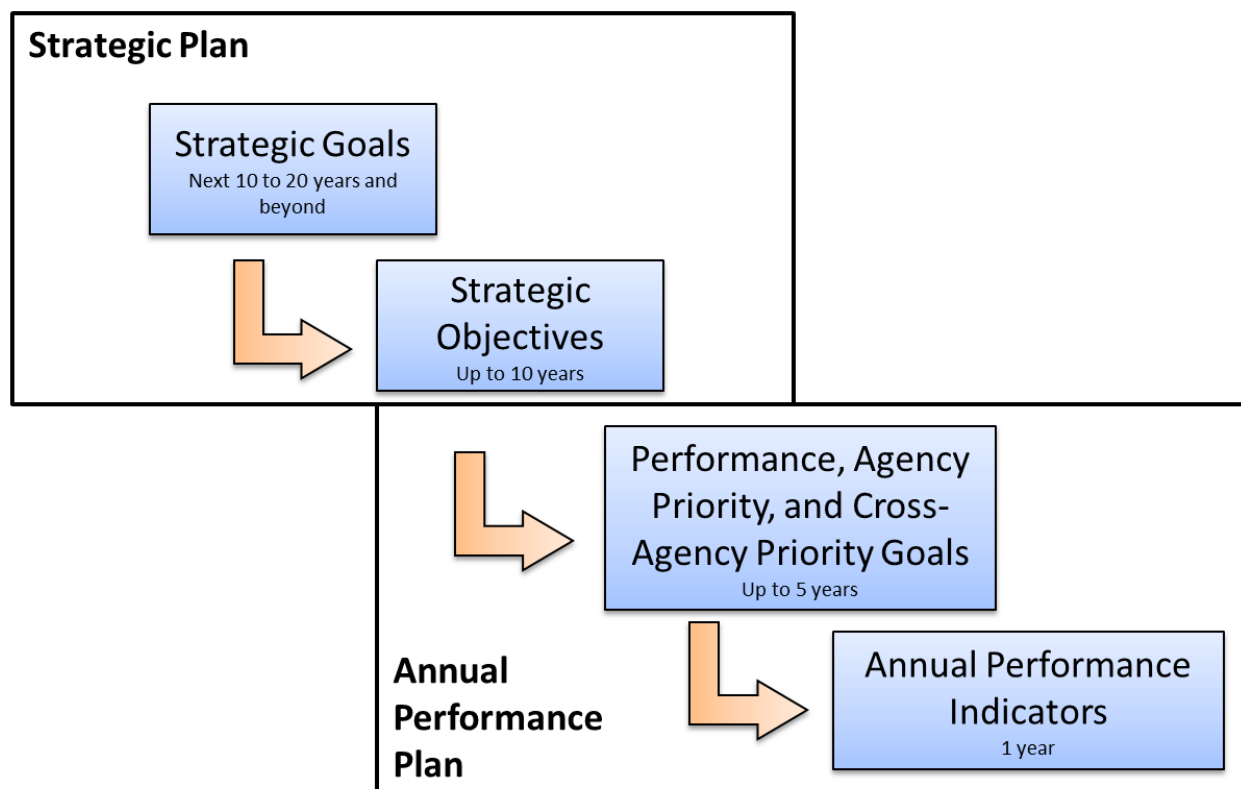 Strategic Plan
Strategic Goals
Next 10 to 20 years and
beyond
Strategic
Objectives
Up to 10 years
Performance, Agency
Priority, and Cross-
Agency Priority Goals
Up to 5 years
Annual
Performance
Plan
Annual Performance
Indicators
1 year